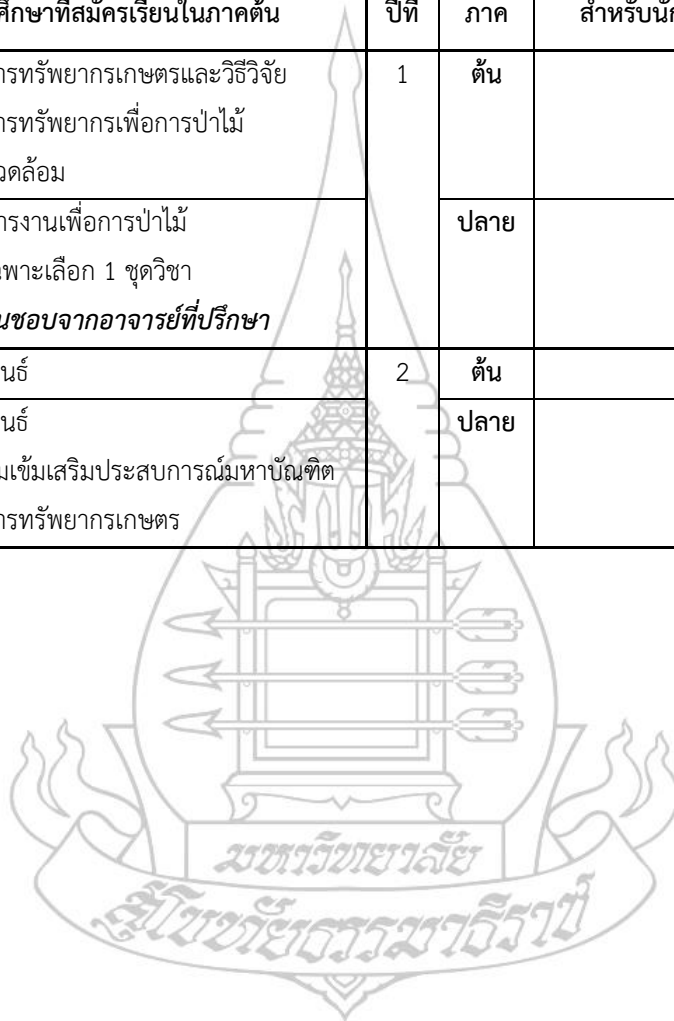 ศึกษาที่สมัครเรียนในภาคต้น ปีที่ ภาค สำหรับนัก
ารทรัพยากรเกษตรและวิธีวิจัย 1 ต้น
ารทรัพยากรเพื่อการป่าไม้
วดล้อม
ารงานเพื่อการป่าไม้ ปลาย
ฉพาะเลือก 1 ชุดวิชา
นชอบจากอาจารย์ที่ปรึกษา
นธ์ 2 ต้น
นธ์ ปลาย
มเข้มเสริมประสบการณ์มหาบัณฑิต
ารทรัพยากรเกษตร
มหาวิทยาลัย
สุโขทัยธรรมาธิราช